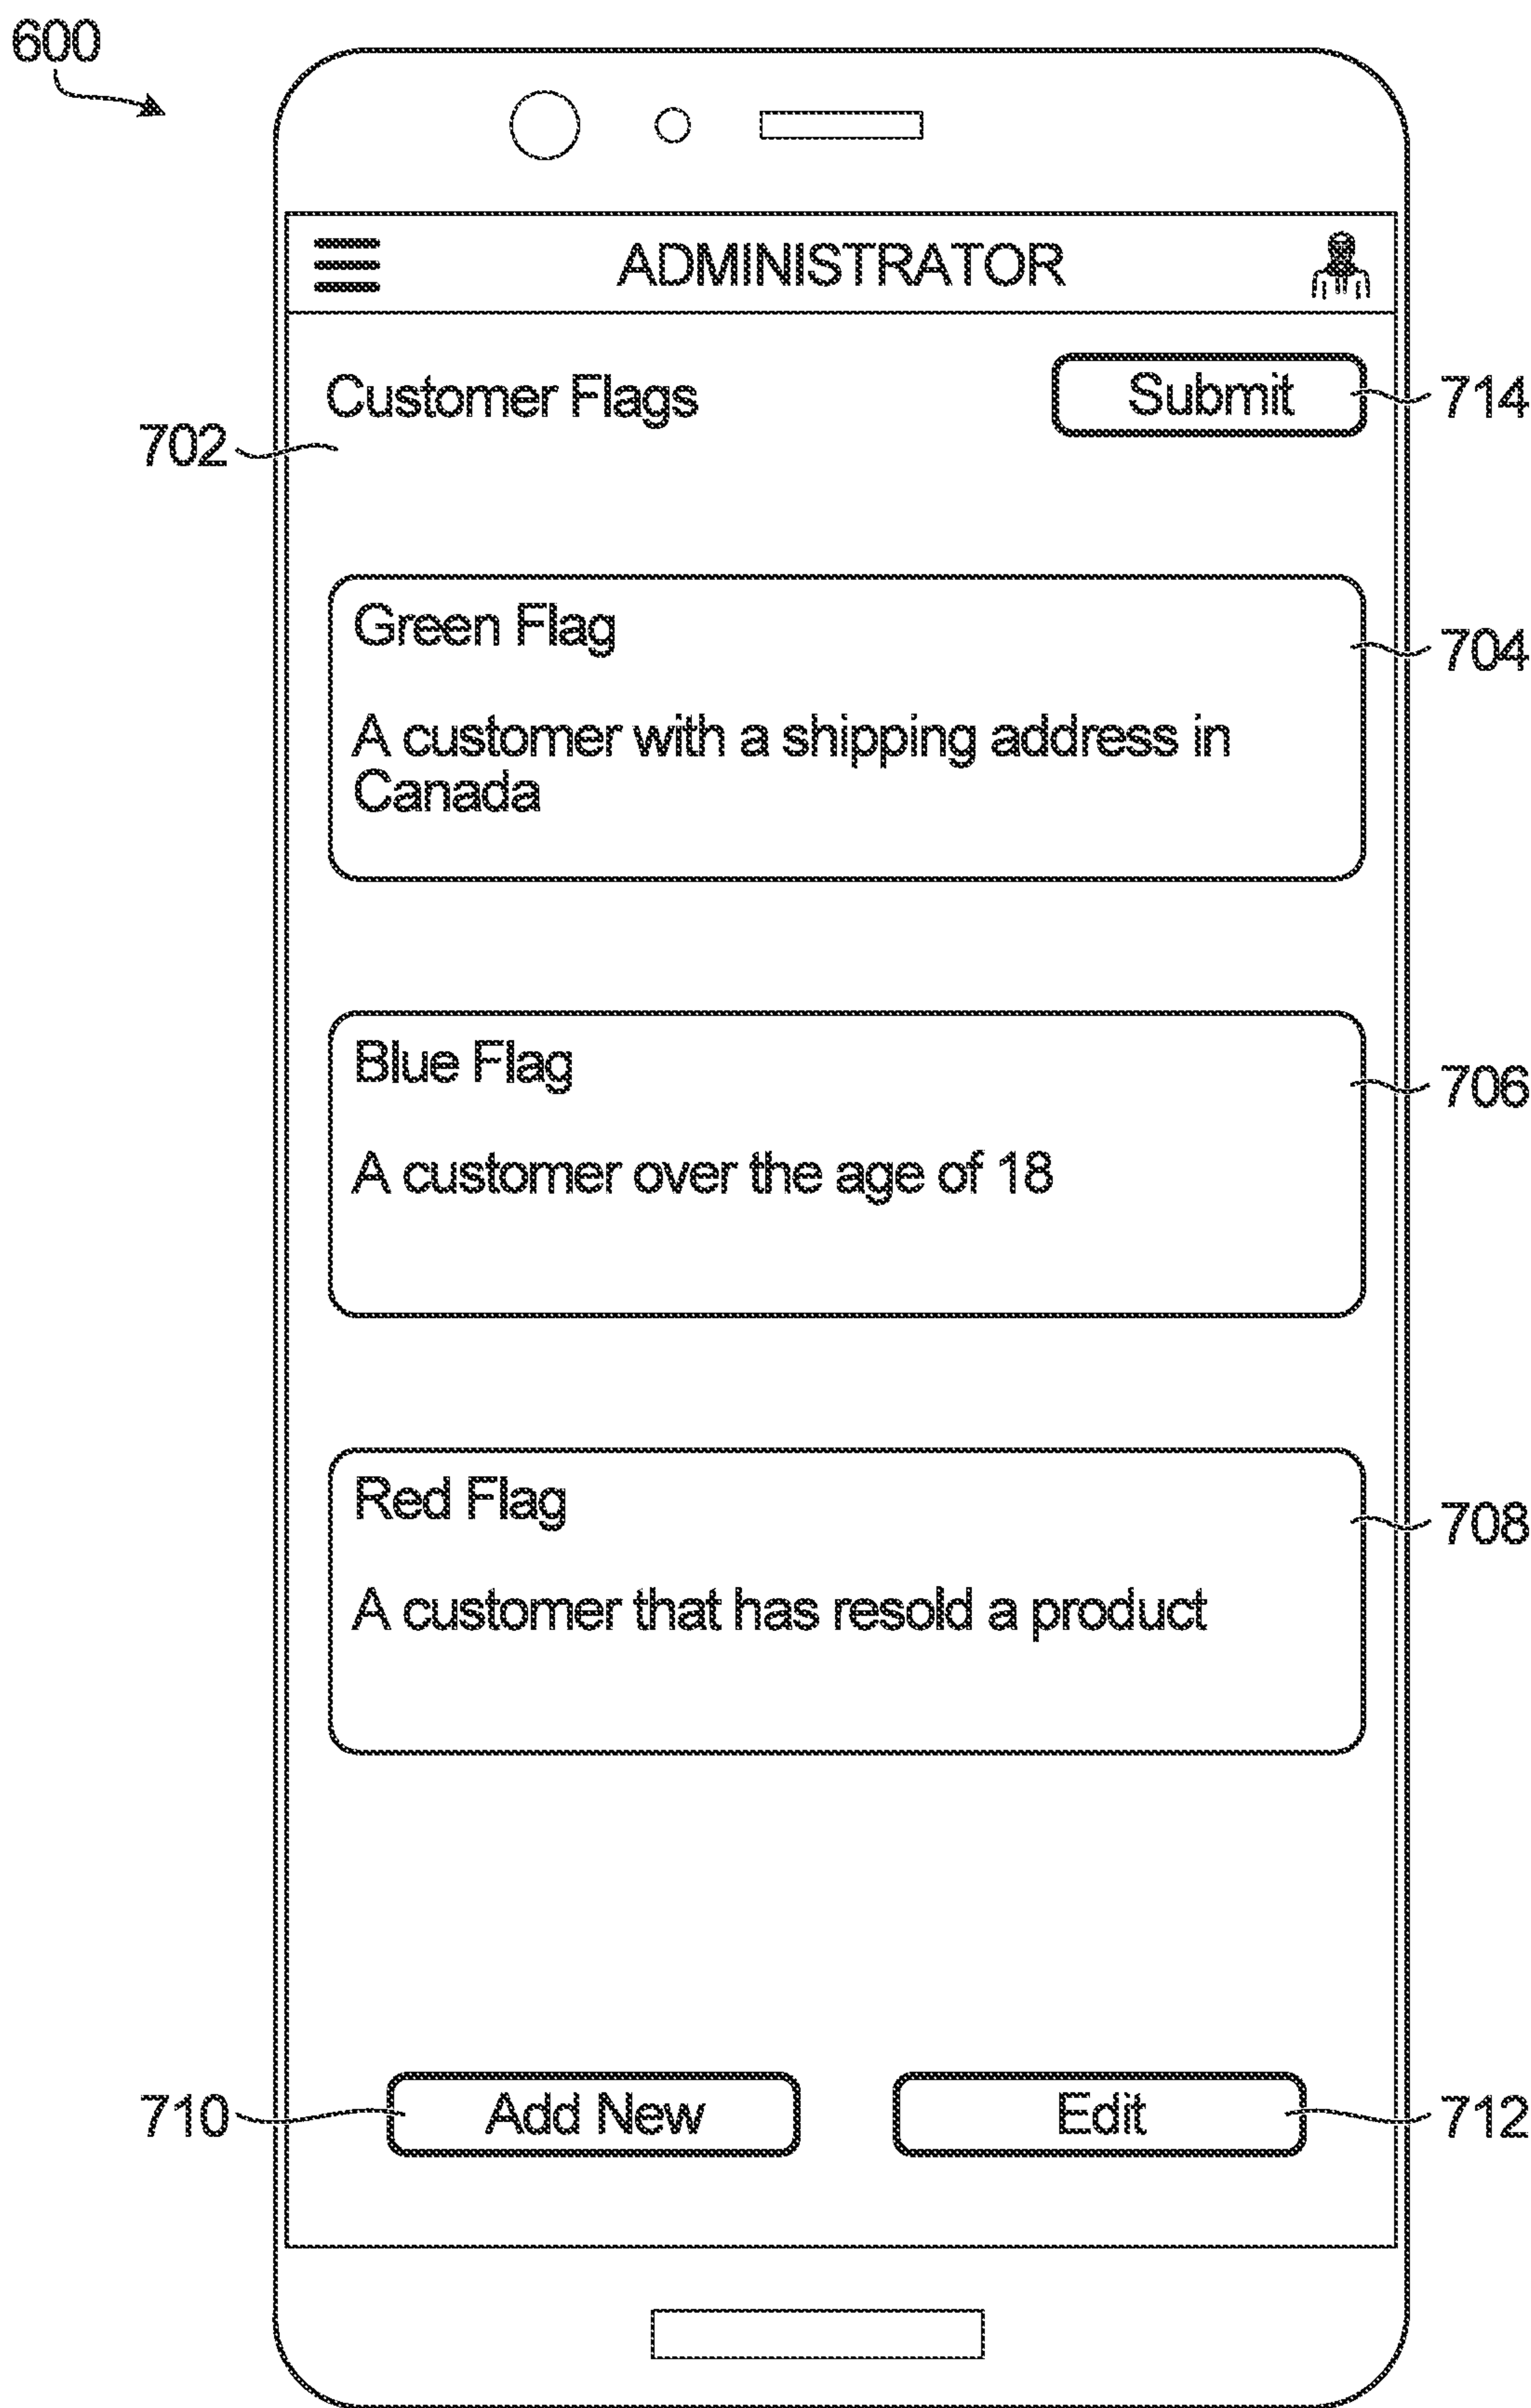 600
ADMINISTRATOR
Customer Flags
Submit
714
702
Green Flag
704
A customer with a shipping address in
Canada
Blue Flag
706
A customer over the age of 18
Red Flag
708
A customer that has resold a product
710
Add New
Edit
712